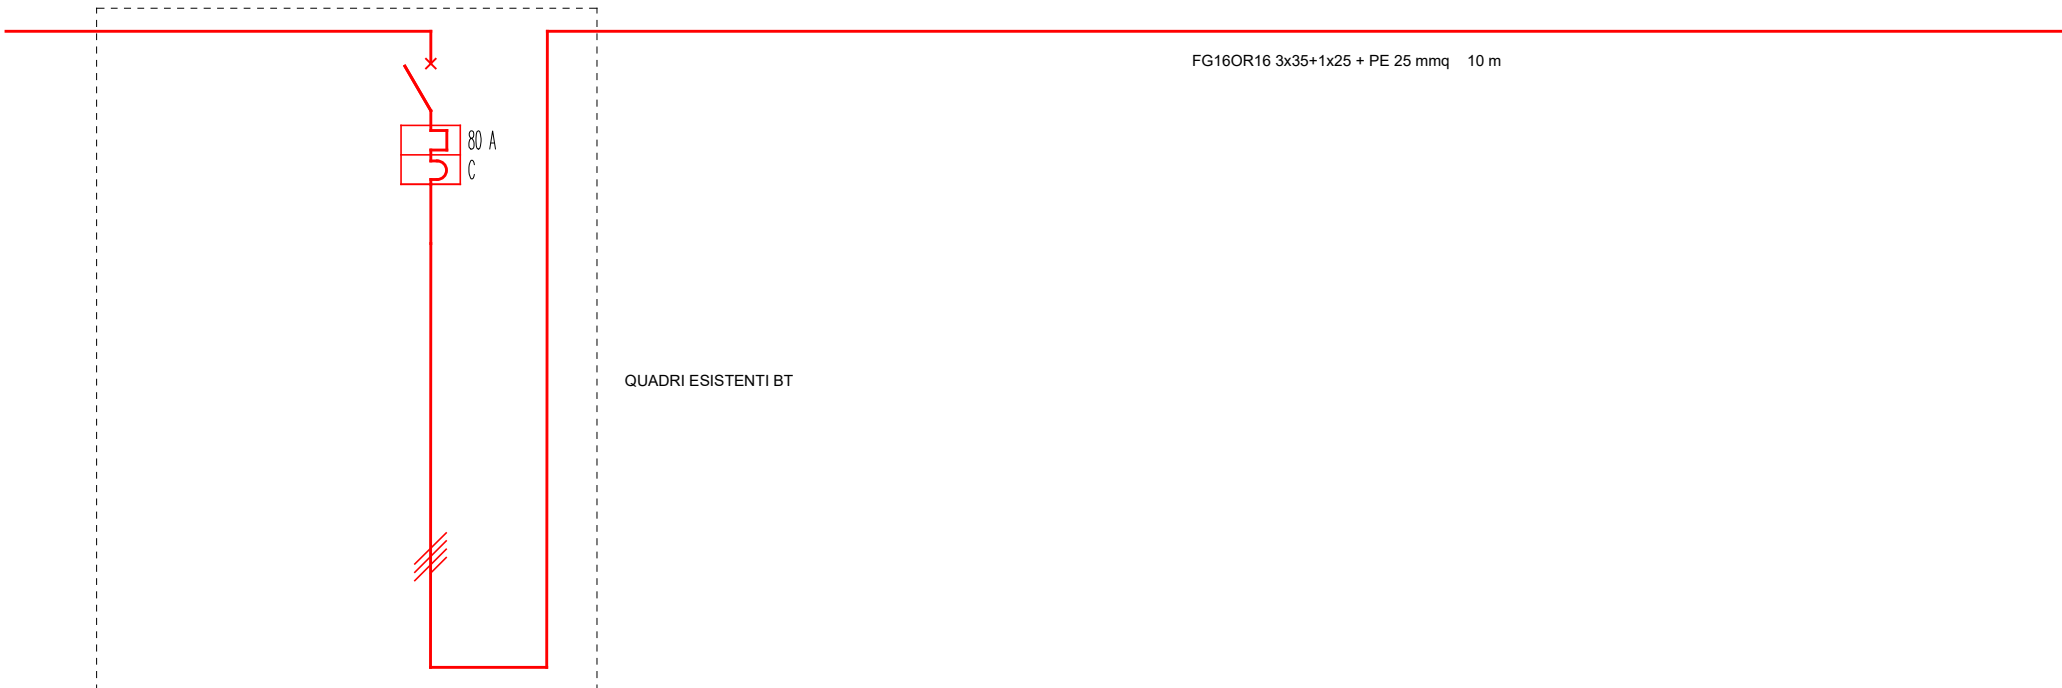 FG16OR16 3x35+1x25 + PE 25 mmq 10 m
80 A
C
QUADRI ESISTENTI BT